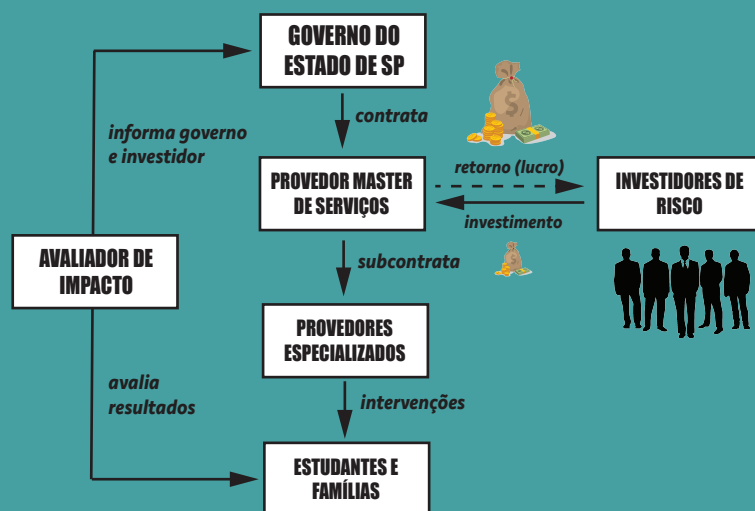 GOVERNO DO
ESTADO DE SP
contrata
informa governo
e investidor
retorno (lucro)
PROVEDOR MASTER
DE SERVIÇOS
INVESTIDORES DE
RISCO
investimento
AVALIADOR DE
IMPACTO
subcontrata
PROVEDORES
ESPECIALIZADOS
avalia
resultados
intervenções
ESTUDANTES E
FAMÍLIAS